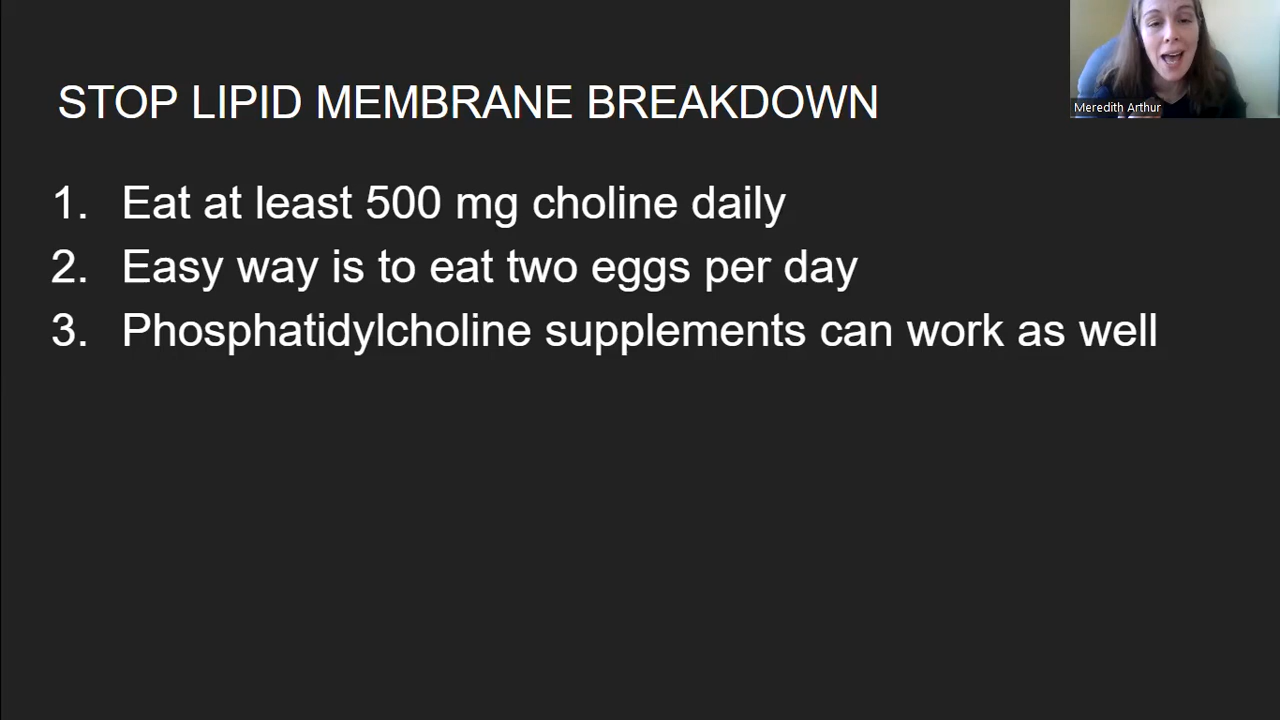 Meredith Arthur
STOP LIPID MEMBRANE BREAKDOWN
1. Eat at least 500 mg choline daily
2. Easy way is to eat two eggs per day
3. Phosphatidylcholine supplements can work as well